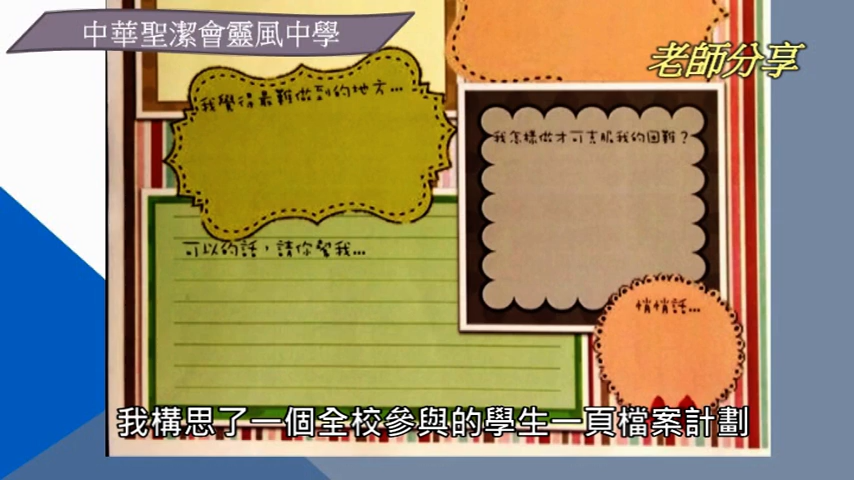 中華聖潔會靈風中學
老師分享
我覺得最難做到的地方...
我怎樣做才可克服我的困難？
可以的話，請你幫我...
悄悄話...
我構思了一個全校參與的學生一頁檔案計劃